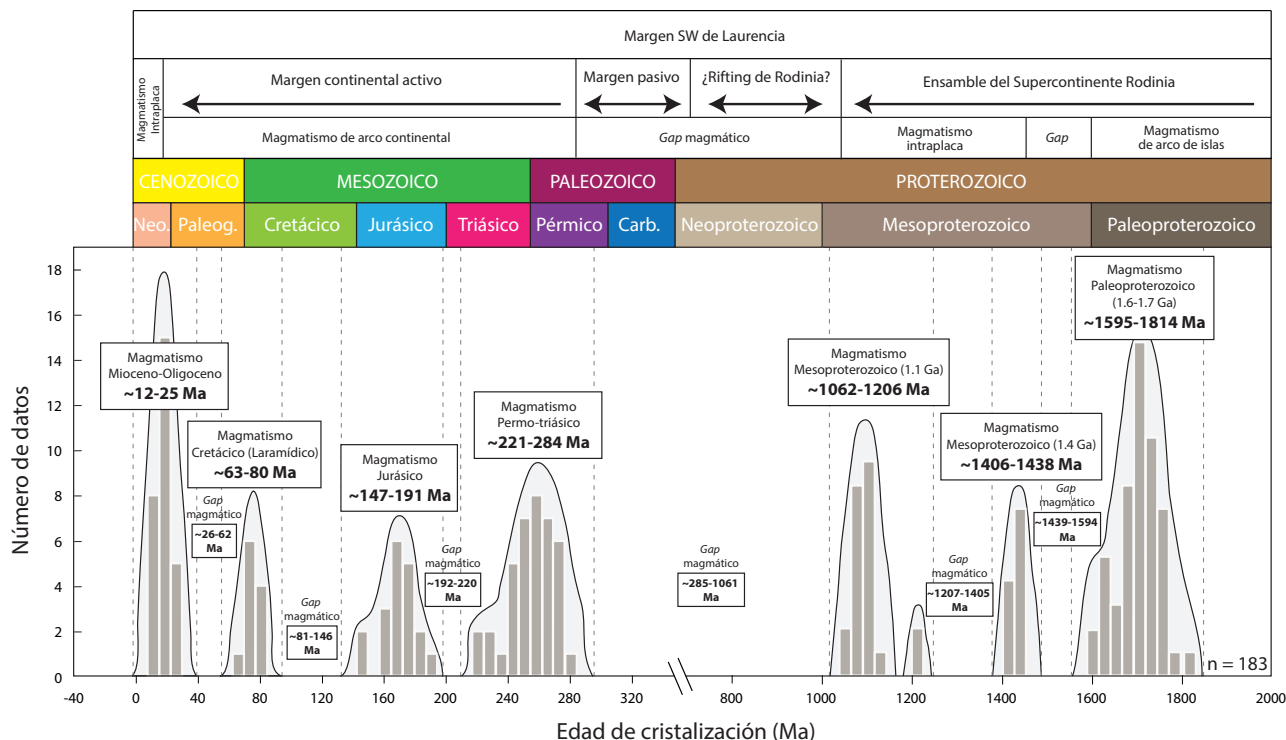 Margen SW de Laurencia
Magmatismo
Intraplaca
Margen continental activo
Margen pasivo
¿Rifting de Rodinia?
Ensamble del Supercontinente Rodinia
Magmatismo de arco continental
Gap magmático
Magmatismo
intraplaca
Gap
Magmatismo
de arco de islas
CENOZOICO
MESOZOICO
PALEOZOICO
PROTEROZOICO
Neo.
Paleog.
Cretácico
Jurásico
Triásico
Pérmico
Carb.
Neoproterozoico
Mesoproterozoico
Paleoproterozoico
Número de datos
18
16
14
12
10
8
6
4
2
0
Magmatismo
Mioceno-Oligoceno
~12-25 Ma
Magmatismo
Cretácico (Laramídico)
~63-80 Ma
Gap
magmático
~26-62
Ma
Gap
magmático
~81-146
Ma
Magmatismo
Jurásico
~147-191 Ma
Gap
magmático
~192-220
Ma
Magmatismo
Permo-triásico
~221-284 Ma
Gap
magmático
~285-1061
Ma
Magmatismo
Mesoproterozoico (1.1 Ga)
~1062-1206 Ma
Gap
magmático
~1207-1405
Ma
Magmatismo
Mesoproterozoico (1.4 Ga)
~1406-1438 Ma
Gap
magmático
~1439-1594
Ma
Magmatismo
Paleoproterozoico
(1.6-1.7 Ga)
~1595-1814 Ma
n = 183
-40 0 40 80 120 160 200 240 280 320 800 1000 1200 1400 1600 1800 2000
Edad de cristalización (Ma)